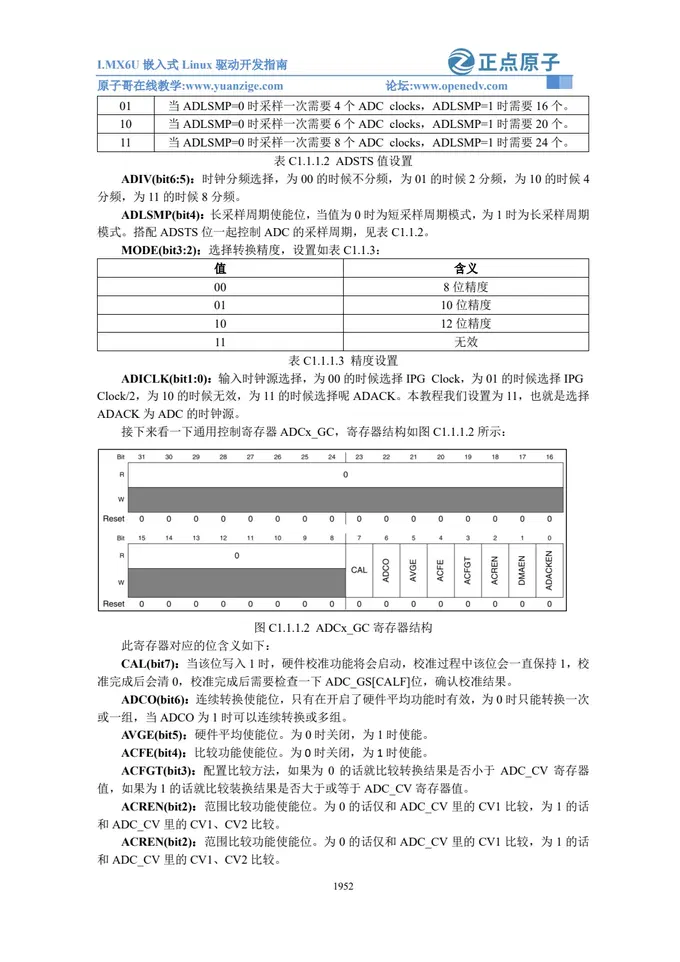 I.MX6U 嵌入式 Linux 驱动开发指南
正点原子
原子哥在线教学:www.yuanzige.com 论坛:www.openedv.com
01 当 ADLSMP=0 时采样一次需要 4 个 ADC clocks，ADLSMP=1 时需要 16 个。
10 当 ADLSMP=0 时采样一次需要 6 个 ADC clocks，ADLSMP=1 时需要 20 个。
11 当 ADLSMP=0 时采样一次需要 8 个 ADC clocks，ADLSMP=1 时需要 24 个。
表 C1.1.1.2 ADSTS 值设置
ADIV(bit6:5)：时钟分频选择，为 00 的时候不分频，为 01 的时候 2 分频，为 10 的时候 4
分频，为 11 的时候 8 分频。
ADLSMP(bit4)：长采样周期使能位，当值为 0 时为短采样周期模式，为 1 时为长采样周期
模式。搭配 ADSTS 位一起控制 ADC 的采样周期，见表 C1.1.2。
MODE(bit3:2)：选择转换精度，设置如表 C1.1.3：
值 含义
00 8 位精度
01 10 位精度
10 12 位精度
11 无效
表 C1.1.1.3 精度设置
ADICLK(bit1:0)：输入时钟源选择，为 00 的时候选择 IPG Clock，为 01 的时候选择 IPG
Clock/2，为 10 的时候无效，为 11 的时候选择呢 ADACK。本教程我们设置为 11，也就是选择
ADACK 为 ADC 的时钟源。
接下来看一下通用控制寄存器 ADCx_GC，寄存器结构如图 C1.1.1.2 所示：
Bit 31 30 29 28 27 26 25 24 23 22 21 20 19 18 17 16
R 0
W
Reset 0 0 0 0 0 0 0 0 0 0 0 0 0 0 0 0
Bit 15 14 13 12 11 10 9 8 7 6 5 4 3 2 1 0
R 0 CAL ADCO AVGE ACFE ACFGT ACREN DMAEN ADACKEN
W
Reset 0 0 0 0 0 0 0 0 0 0 0 0 0 0 0 0
图 C1.1.1.2 ADCx_GC 寄存器结构
此寄存器对应的位含义如下：
CAL(bit7)：当该位写入 1 时，硬件校准功能将会启动，校准过程中该位会一直保持 1，校
准完成后会清 0，校准完成后需要检查一下 ADC_GS[CALF]位，确认校准结果。
ADCO(bit6)：连续转换使能位，只有在开启了硬件平均功能时有效，为 0 时只能转换一次
或一组，当 ADCO 为 1 时可以连续转换或多组。
AVGE(bit5)：硬件平均使能位。为 0 时关闭，为 1 时使能。
ACFE(bit4)：比较功能使能位。为 0 时关闭，为 1 时使能。
ACFGT(bit3)：配置比较方法，如果为 0 的话就比较转换结果是否小于 ADC_CV 寄存器
值，如果为 1 的话就比较装换结果是否大于或等于 ADC_CV 寄存器值。
ACREN(bit2)：范围比较功能使能位。为 0 的话仅和 ADC_CV 里的 CV1 比较，为 1 的话
和 ADC_CV 里的 CV1、CV2 比较。
ACREN(bit2)：范围比较功能使能位。为 0 的话仅和 ADC_CV 里的 CV1 比较，为 1 的话
和 ADC_CV 里的 CV1、CV2 比较。
1952